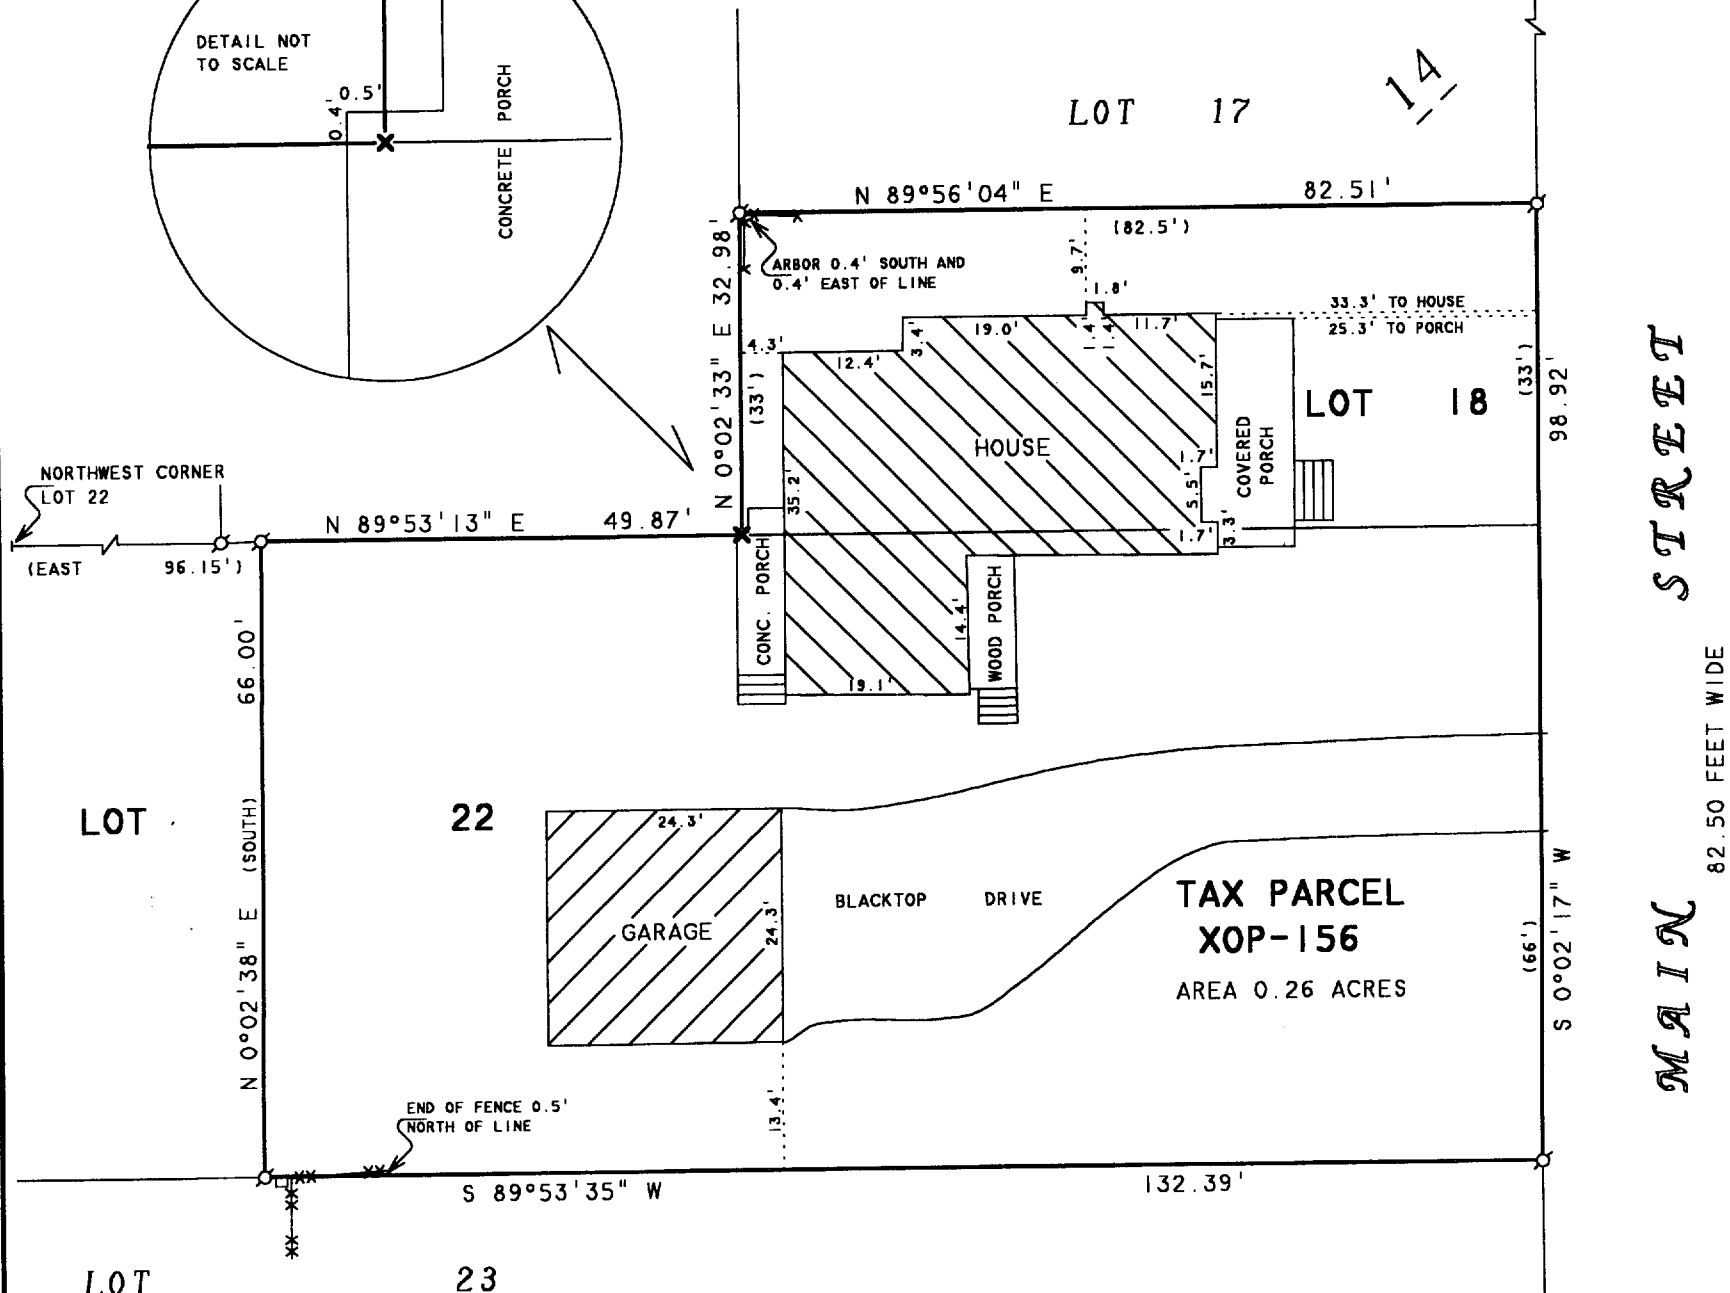 DETAIL NOT
TO SCALE
0.5'
0.4'
CONCRETE PORCH
LOT 17
14
N 89°56'04" E 82.51'
(82.5')
N 0°02'33" E 32.98'
(33')
ARBOR 0.4' SOUTH AND
0.4' EAST OF LINE
9.7'
1.8'
33.3' TO HOUSE
25.3' TO PORCH
4.3'
12.4'
3.4'
19.0'
1.4'
1.4'
11.7'
15.7'
HOUSE
35.2'
1.7'
5.5'
1.7'
3.3'
COVERED
PORCH
LOT 18
(33')
98.92'
NORTHWEST CORNER
LOT 22
N 89°53'13" E 49.87'
(EAST 96.15')
CONC. PORCH
14.4'
WOOD PORCH
19.1'
N 0°02'38" E 66.00'
(SOUTH)
LOT 22
24.3'
24.3'
GARAGE
BLACKTOP DRIVE
TAX PARCEL
XOP-156
AREA 0.26 ACRES
(66')
S 0°02'17" W
MAIN STREET
82.50 FEET WIDE
13.4'
END OF FENCE 0.5'
NORTH OF LINE
S 89°53'35" W 132.39'
LOT 23